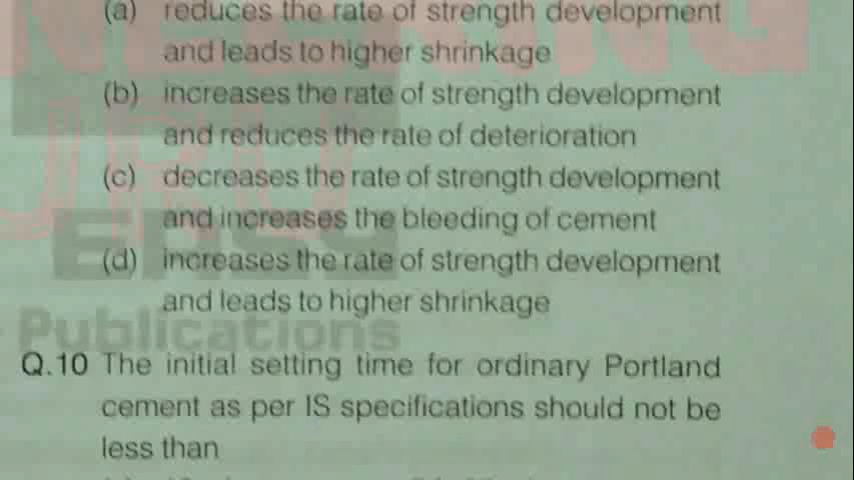 (a) reduces the rate of strength development
and leads to higher shrinkage
(b) increases the rate of strength development
and reduces the rate of deterioration
(c) decreases the rate of strength development
and increases the bleeding of cement
(d) increases the rate of strength development
and leads to higher shrinkage
Publications
Q.10 The initial setting time for ordinary Portland
cement as per IS specifications should not be
less than